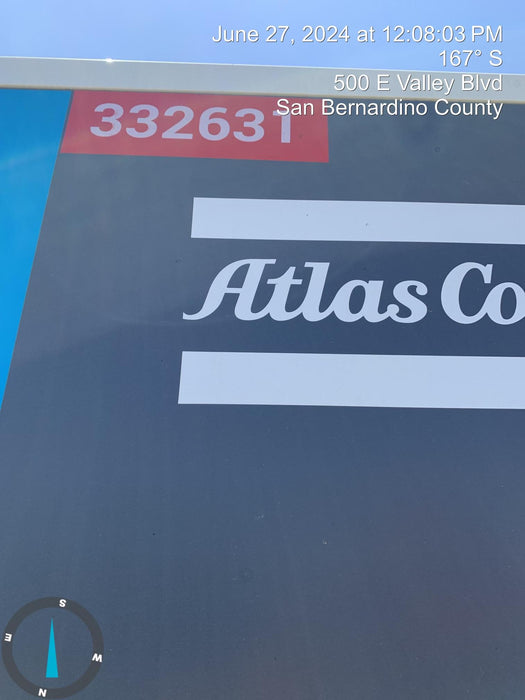 June 27, 2024 at 12:08:03 PM
167° S
500 E Valley Blvd
San Bernardino County
332631
Atlas Co
S
E
W
N